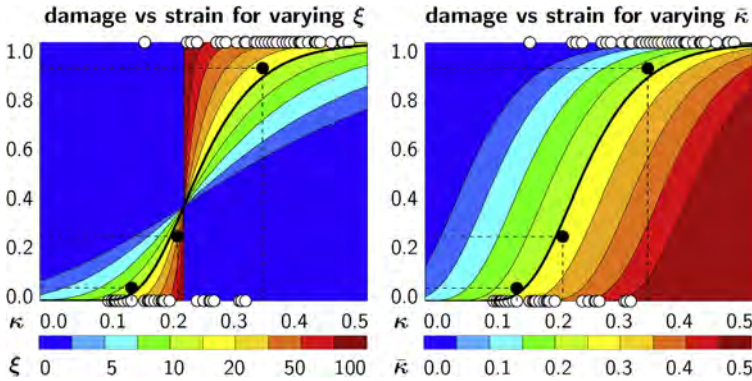 damage vs strain for varying ξ
damage vs strain for varying κ̄
1.0
0.8
0.6
0.4
0.2
0.0
κ 0.0 0.1 0.2 0.3 0.4 0.5
ξ 0 5 10 20 50 100
1.0
0.8
0.6
0.4
0.2
0.0
κ 0.0 0.1 0.2 0.3 0.4 0.5
κ̄ 0.0 0.1 0.2 0.3 0.4 0.5